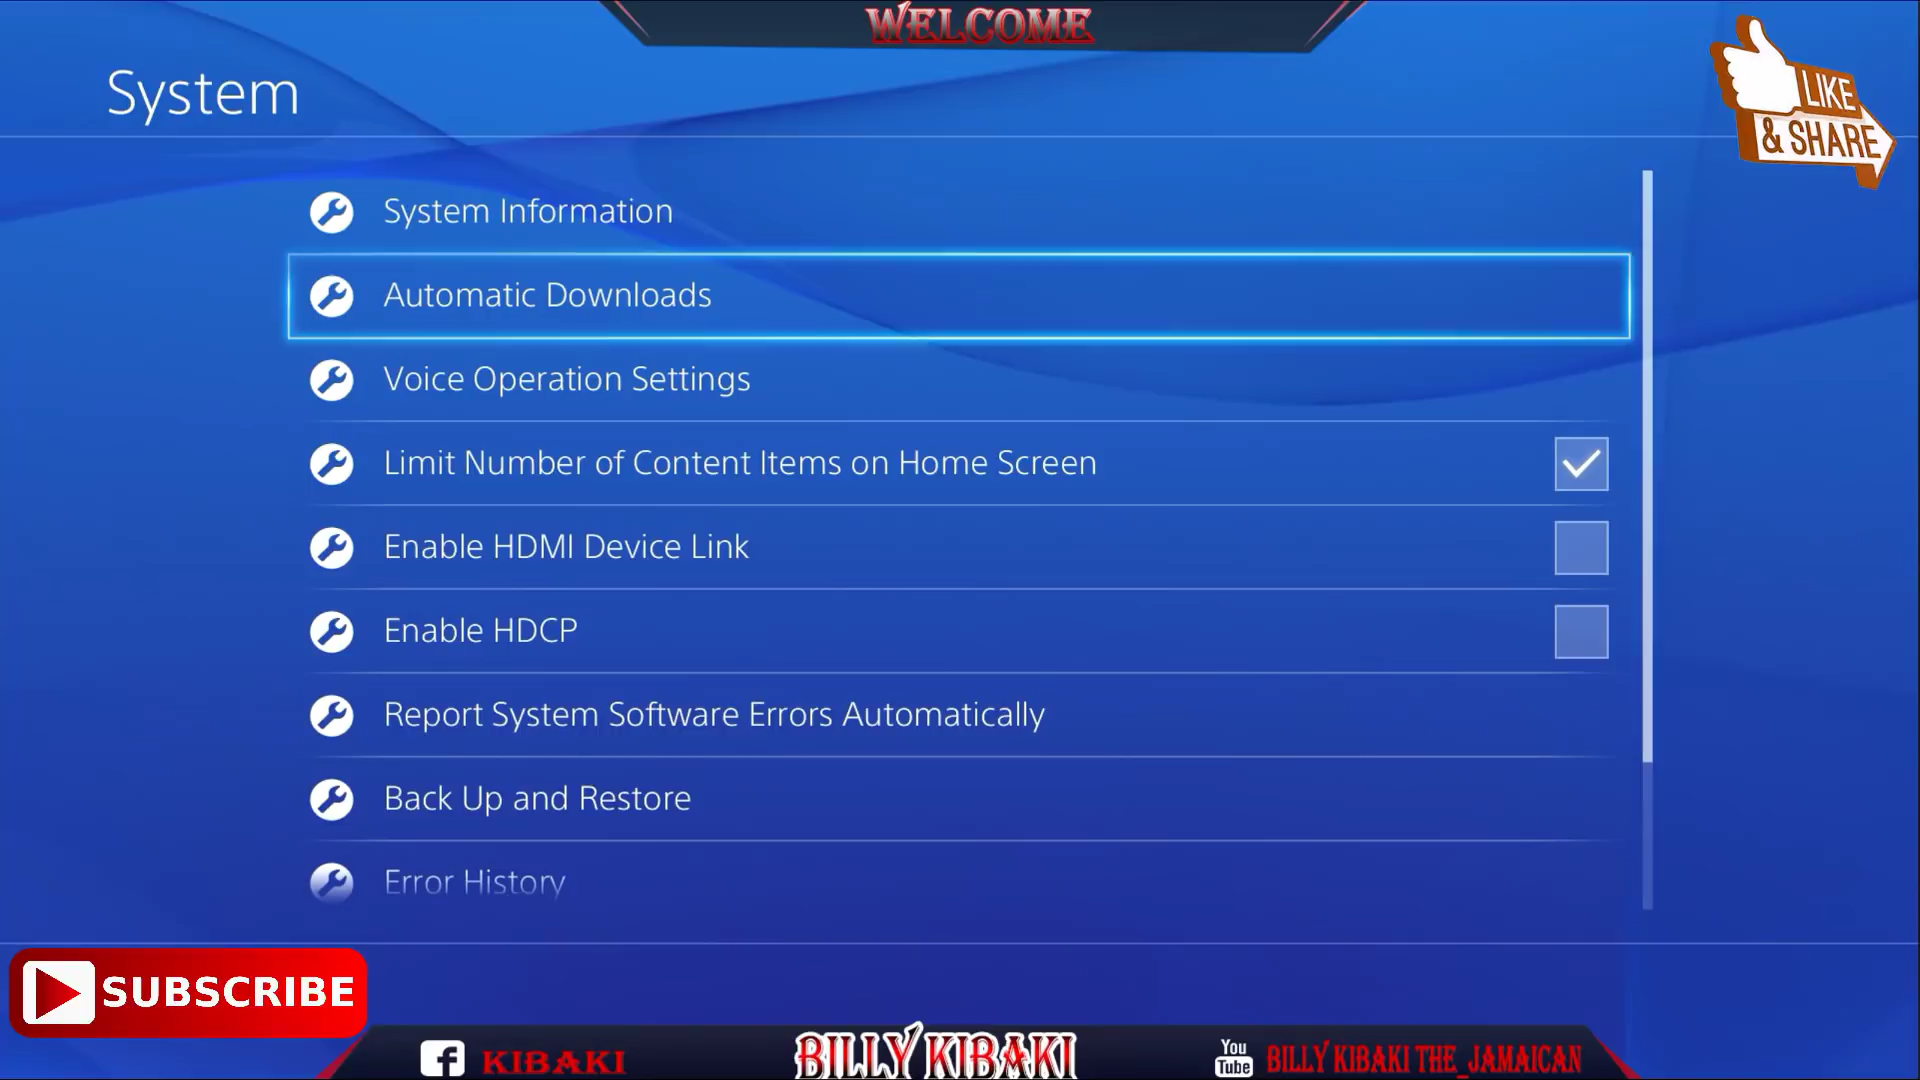 WELCOME
LIKE
& SHARE
System
System Information
Automatic Downloads
Voice Operation Settings
Limit Number of Content Items on Home Screen
Enable HDMI Device Link
Enable HDCP
Report System Software Errors Automatically
Back Up and Restore
Error History
SUBSCRIBE
f KIBAKI
BILLY KIBAKI
You Tube BILLY KIBAKI THE_JAMAICAN